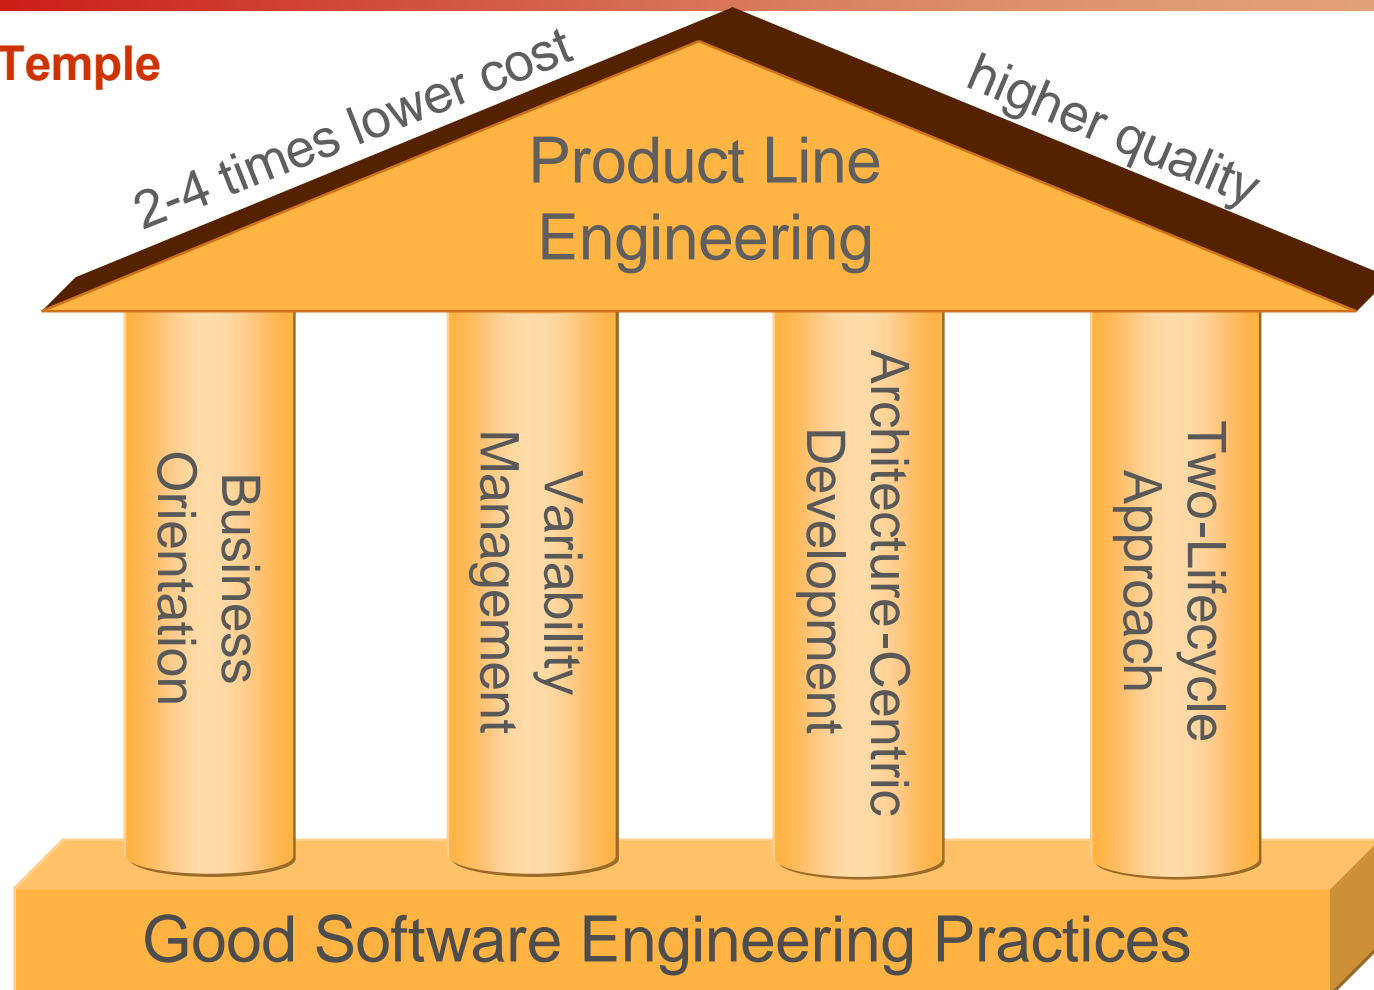 Temple
2-4 times lower cost
higher quality
Product Line
Engineering
Business
Orientation
Variability
Management
Architecture-Centric
Development
Two-Lifecycle
Approach
Good Software Engineering Practices